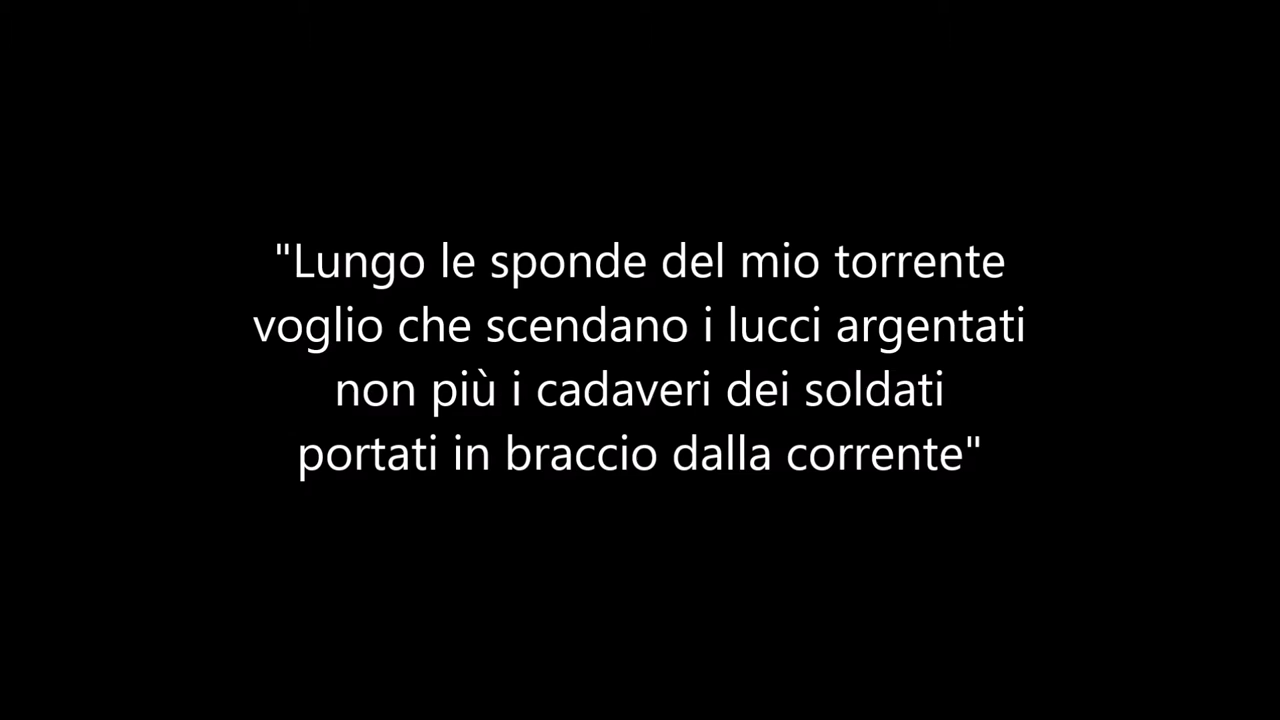 "Lungo le sponde del mio torrente
voglio che scendano i lucci argentati
non più i cadaveri dei soldati
portati in braccio dalla corrente"